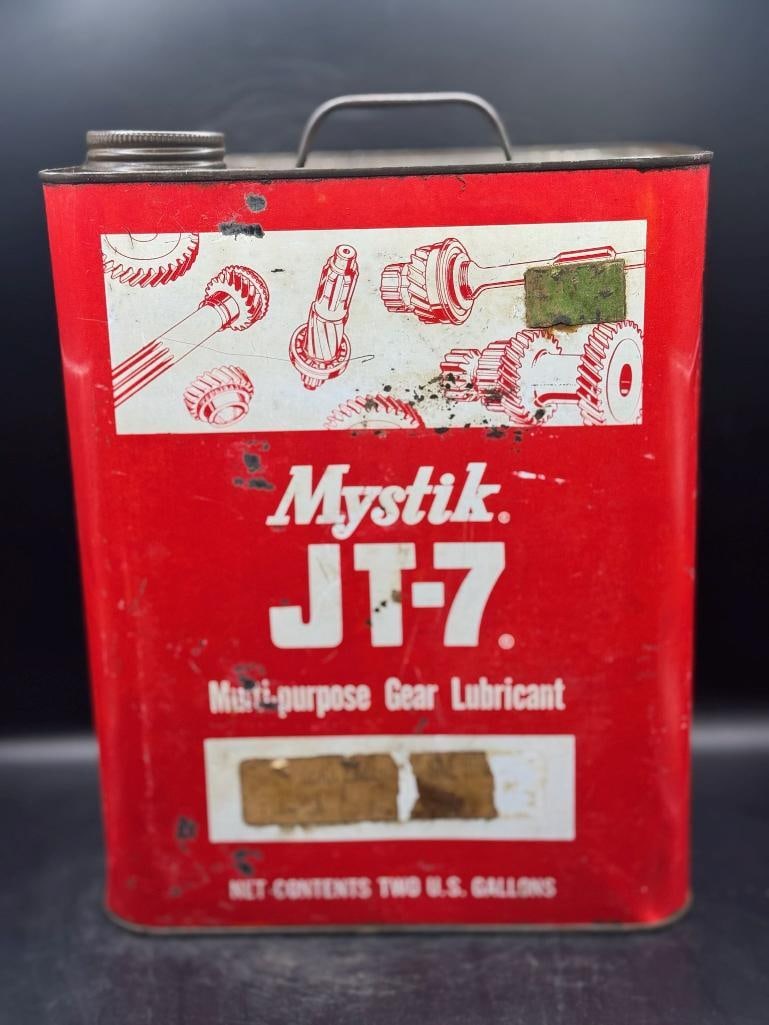 Mystik®
JT-7®
Multi-purpose Gear Lubricant
NET CONTENTS TWO U.S. GALLONS